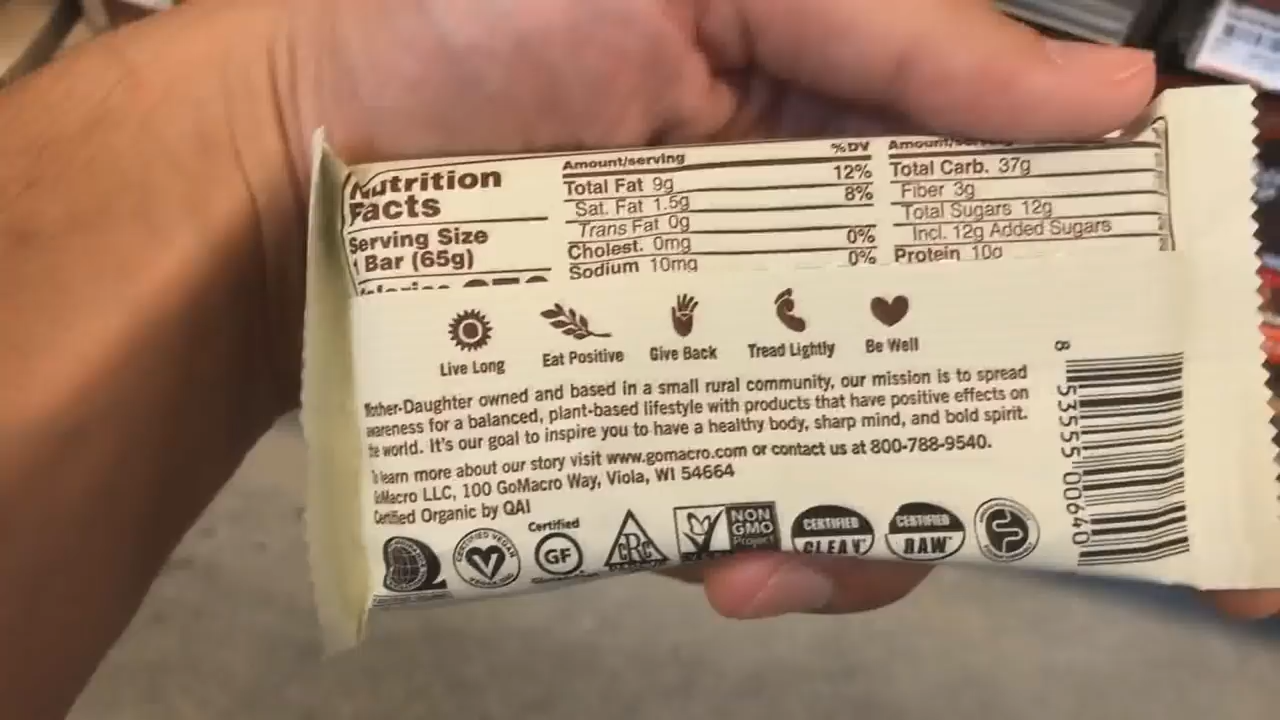 Nutrition
Facts
Serving Size
1 Bar (65g)
Amount/serving
%DV
Total Fat 9g
12%
Sat. Fat 1.5g
8%
Trans Fat 0g
Cholest. 0mg
0%
Sodium 10mg
0%
Total Carb. 37g
Fiber 3g
Total Sugars 12g
Incl. 12g Added Sugars
Protein 10g
Live Long
Eat Positive
Give Back
Tread Lightly
Be Well
Mother-Daughter owned and based in a small rural community, our mission is to spread
awareness for a balanced, plant-based lifestyle with products that have positive effects on
the world. It's our goal to inspire you to have a healthy body, sharp mind, and bold spirit.
To learn more about our story visit www.gomacro.com or contact us at 800-788-9540.
GoMacro LLC, 100 GoMacro Way, Viola, WI 54664
Certified Organic by QAI
CERTIFIED VEGAN
Certified
GF
CRC
NON
GMO
Project
CERTIFIED
CLEAN
CERTIFIED
RAW
8 53555 00640